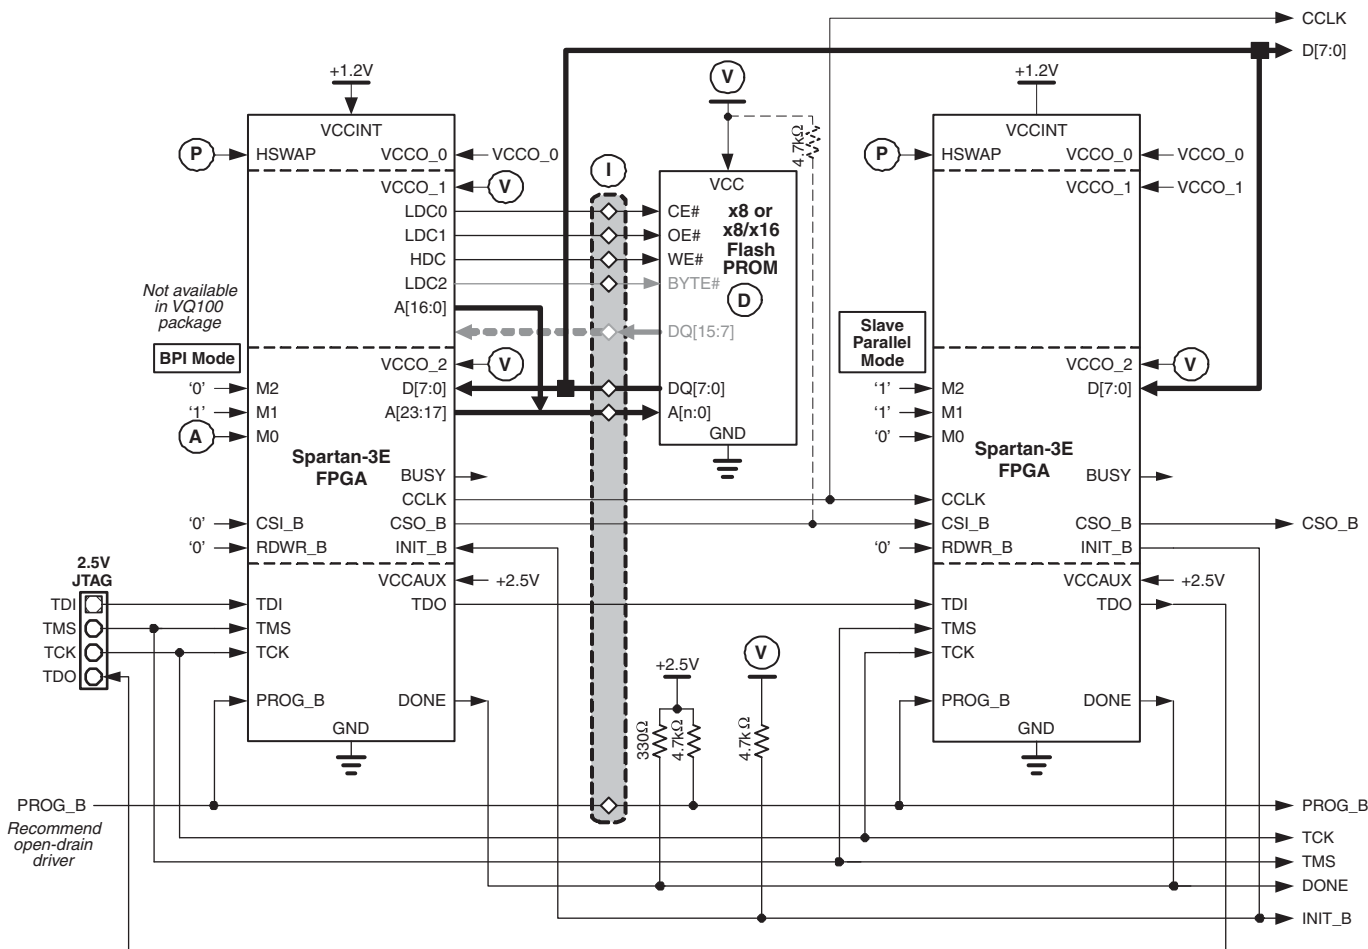 CCLK
D[7:0]
+1.2V
V
+1.2V
4.7kΩ
VCCINT
VCCINT
P
HSWAP
VCCO_0
VCCO_0
I
VCC
P
HSWAP
VCCO_0
VCCO_0
VCCO_1
V
VCCO_1
VCCO_1
LDC0
CE#
x8 or
x8/x16
Flash
PROM
LDC1
OE#
HDC
WE#
LDC2
BYTE#
D
Not available
in VQ100
package
A[16:0]
DQ[15:7]
Slave
Parallel
Mode
BPI Mode
VCCO_2
V
VCCO_2
V
‘0’
M2
D[7:0]
DQ[7:0]
‘1’
M2
D[7:0]
‘1’
M1
A[23:17]
A[n:0]
‘1’
M1
A
M0
GND
‘0’
M0
Spartan-3E
FPGA
Spartan-3E
FPGA
BUSY
BUSY
CCLK
CCLK
‘0’
CSI_B
CSO_B
CSI_B
CSO_B
CSO_B
‘0’
RDWR_B
INIT_B
‘0’
RDWR_B
INIT_B
2.5V
JTAG
VCCAUX
+2.5V
VCCAUX
+2.5V
TDI
TDI
TDO
TDI
TDO
TMS
TMS
TMS
TCK
TCK
TCK
TDO
+2.5V
V
PROG_B
DONE
PROG_B
DONE
330Ω
4.7kΩ
4.7kΩ
GND
GND
PROG_B
PROG_B
Recommend
open-drain
driver
TCK
TMS
DONE
INIT_B